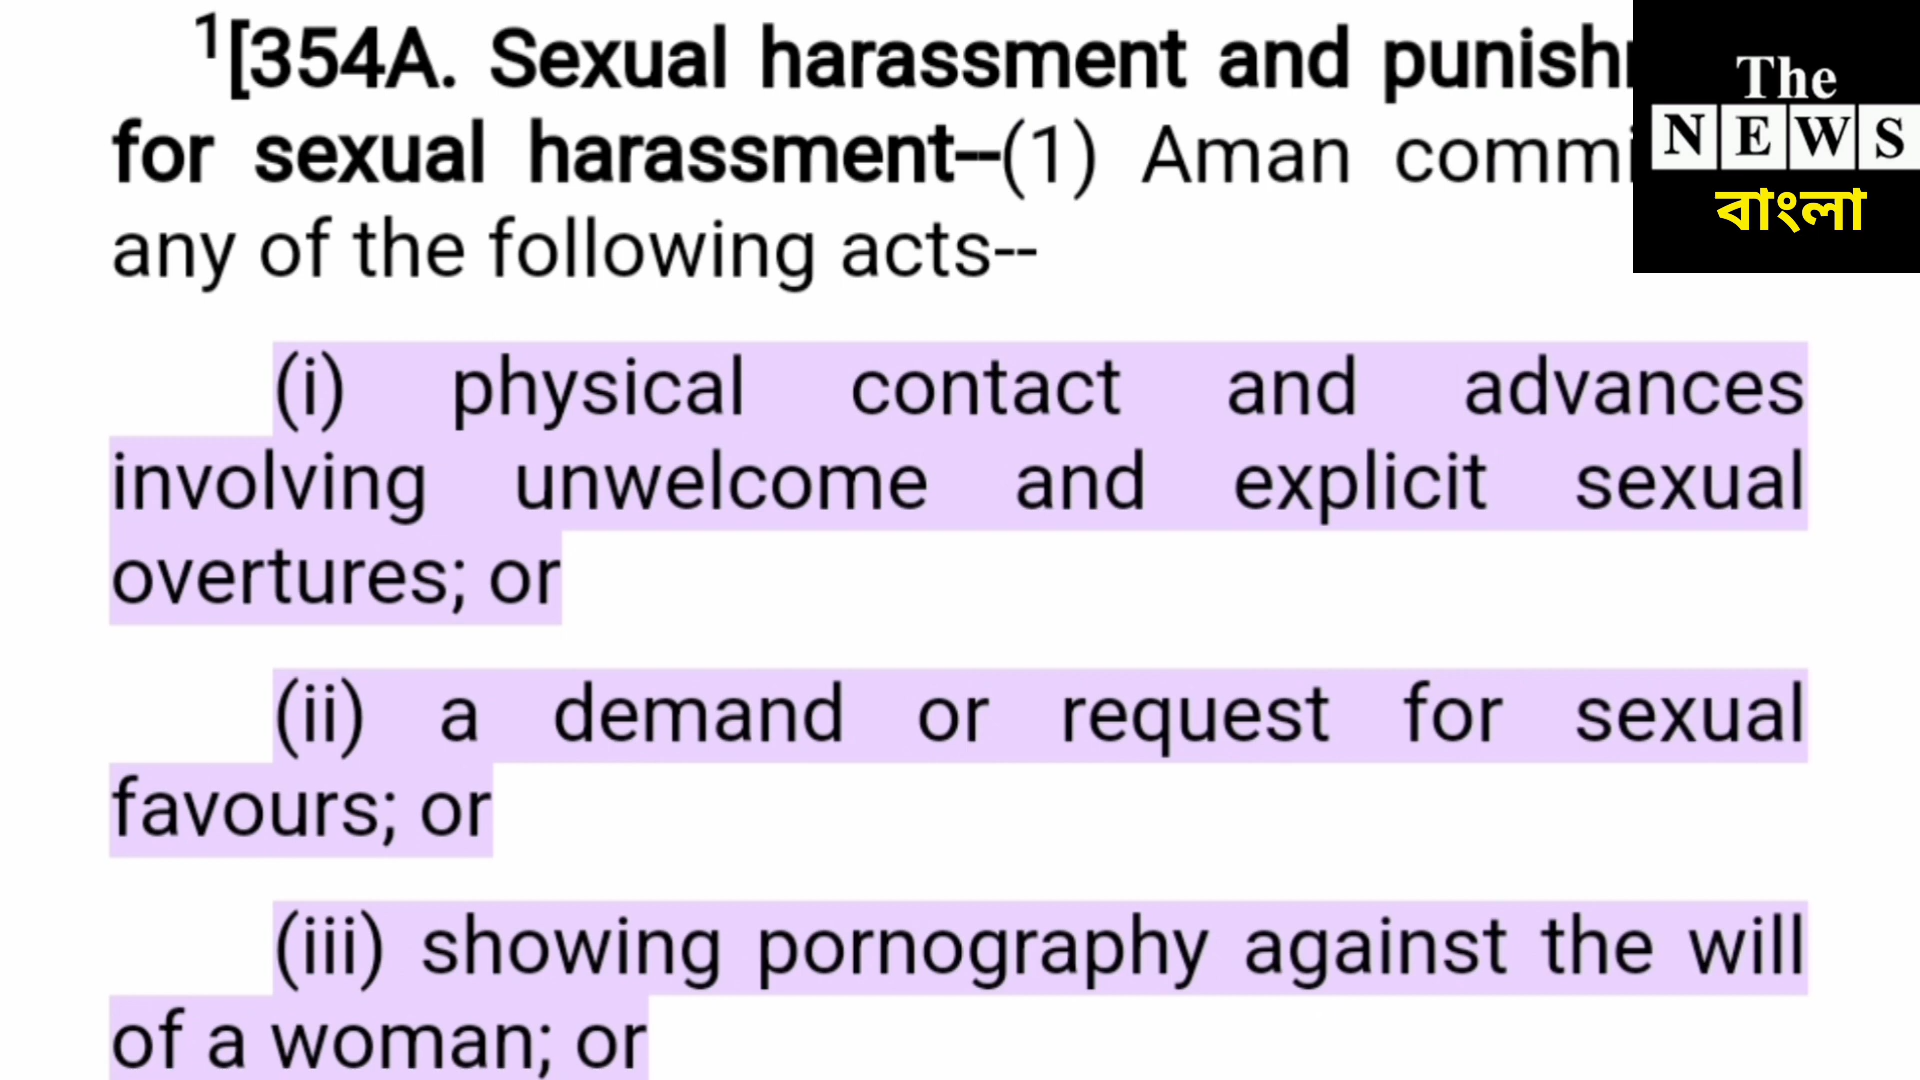 ¹[354A. Sexual harassment and
for sexual harassment--(1) Aman
any of the following acts--
(i) physical contact and advances
involving unwelcome and explicit sexual
overtures; or
(ii) a demand or request for sexual
favours; or
(iii) showing pornography against the will
of a woman; or
The
NEWS
বাংলা